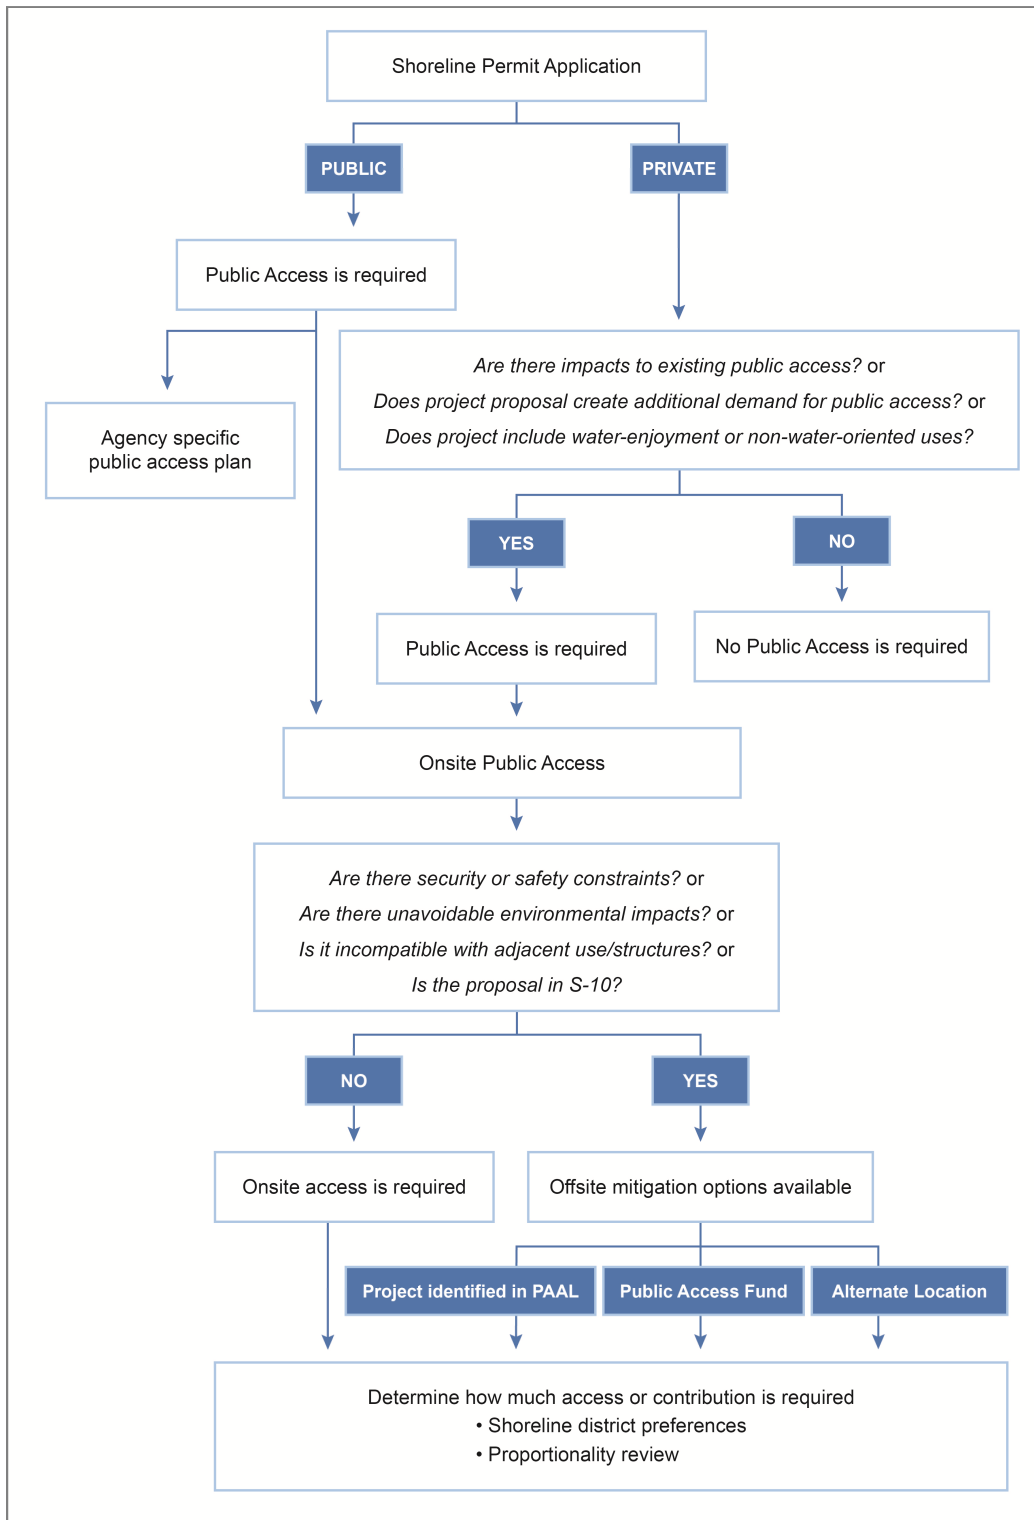 Shoreline Permit Application
PUBLIC
PRIVATE
Public Access is required
Are there impacts to existing public access? or
Does project proposal create additional demand for public access? or
Does project include water-enjoyment or non-water-oriented uses?
Agency specific
public access plan
YES
NO
Public Access is required
No Public Access is required
Onsite Public Access
Are there security or safety constraints? or
Are there unavoidable environmental impacts? or
Is it incompatible with adjacent use/structures? or
Is the proposal in S-10?
NO
YES
Onsite access is required
Offsite mitigation options available
Project identified in PAAL
Public Access Fund
Alternate Location
Determine how much access or contribution is required
• Shoreline district preferences
• Proportionality review